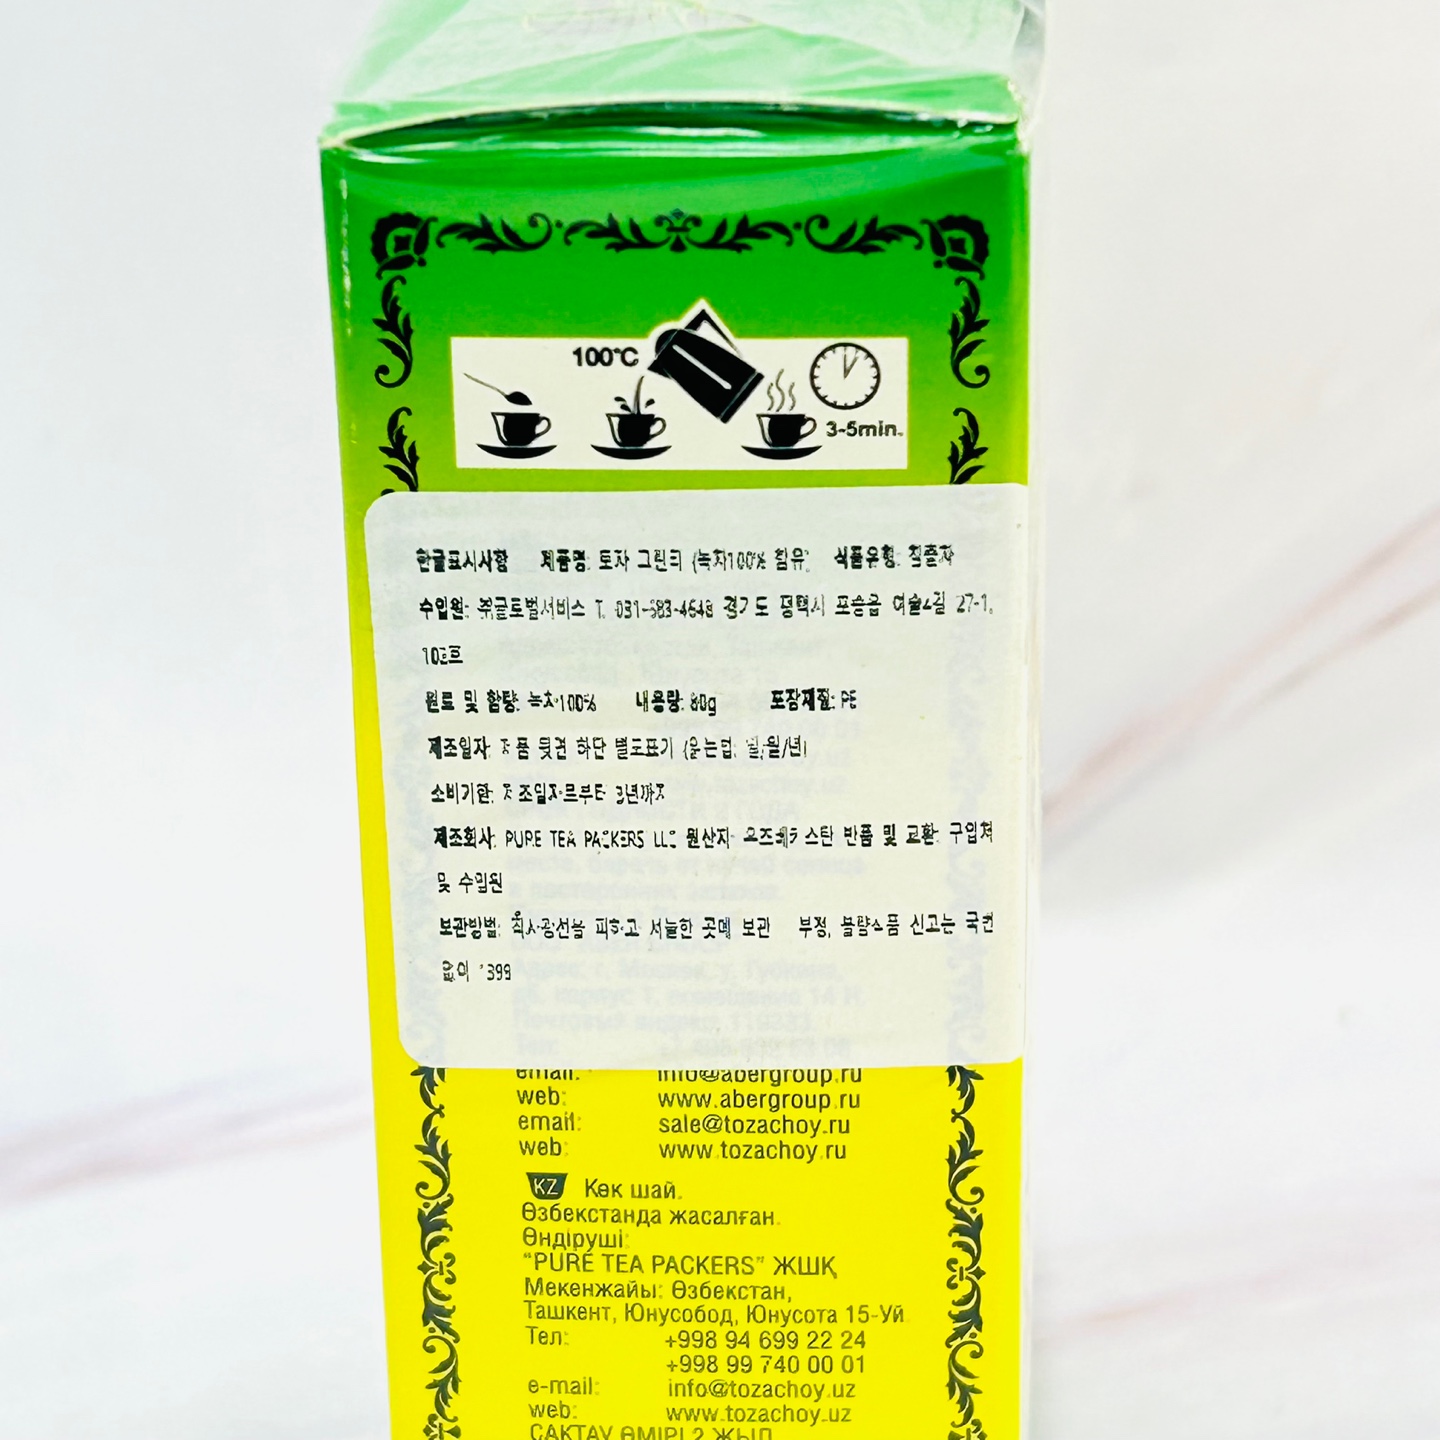 100°C
3-5min.
한글표시사항 제품명: 토자 그린티 (녹차100% 함유) 식품유형: 침출차
수입원: ㈜글로벌서비스 T. 031-683-4648 경기도 평택시 포승읍 여술4길 27-1,
원료 및 함량: 녹차100% 내용량: 80g 포장재질: PE
제조일자: 제품 뒷면 하단 별도표기 (읽는법: 일/월/년)
소비기한: 제조일자로부터 3년까지
제조회사: PURE TEA PACKERS LLC 원산지: 우즈베키스탄 반품 및 교환: 구입처
및 수입원
보관방법: 직사광선을 피하고 서늘한 곳에 보관 부정, 불량식품 신고는 국번
없이 1399
email: info@abergroup.ru
web: www.abergroup.ru
email: sale@tozachoy.ru
web: www.tozachoy.ru
KZ Көк шай.
Өзбекстанда жасалған.
Өндіруші:
“PURE TEA PACKERS” ЖШҚ
Мекенжайы: Өзбекстан,
Ташкент, Юнусобод, Юнусота 15-Уй
Тел: +998 94 699 22 24
+998 99 740 00 01
e-mail: info@tozachoy.uz
web: www.tozachoy.uz
САҚТАУ ӨМІРІ 2 ЖЫЛ